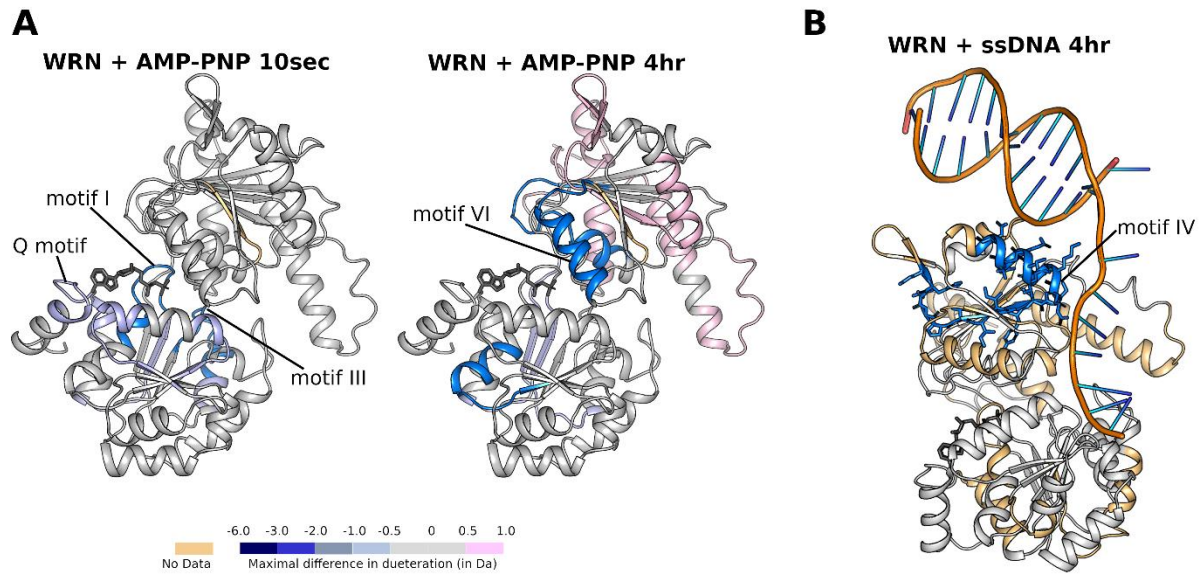 A
B
WRN + AMP-PNP 10sec
WRN + AMP-PNP 4hr
WRN + ssDNA 4hr
motif I
Q motif
motif III
motif VI
motif IV
-6.0 -3.0 -2.0 -1.0 -0.5 0 0.5 1.0
No Data
Maximal difference in dueteration (in Da)